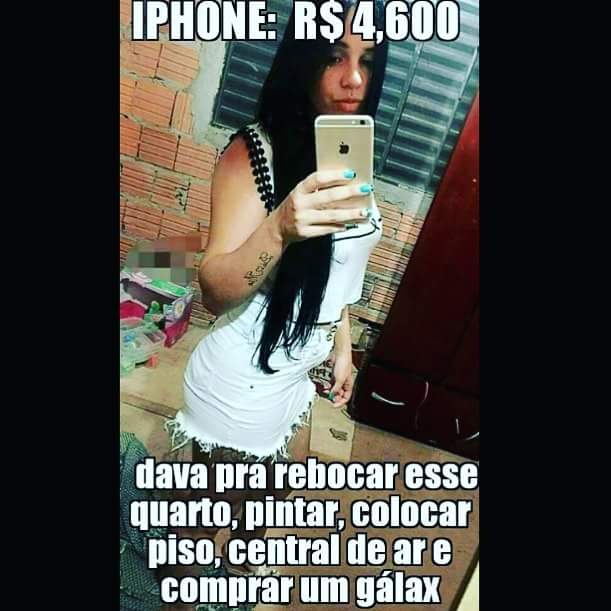 IPHONE: R$ 4,600
dava pra rebocar esse
quarto, pintar, colocar
piso, central de ar e
comprar um gálax